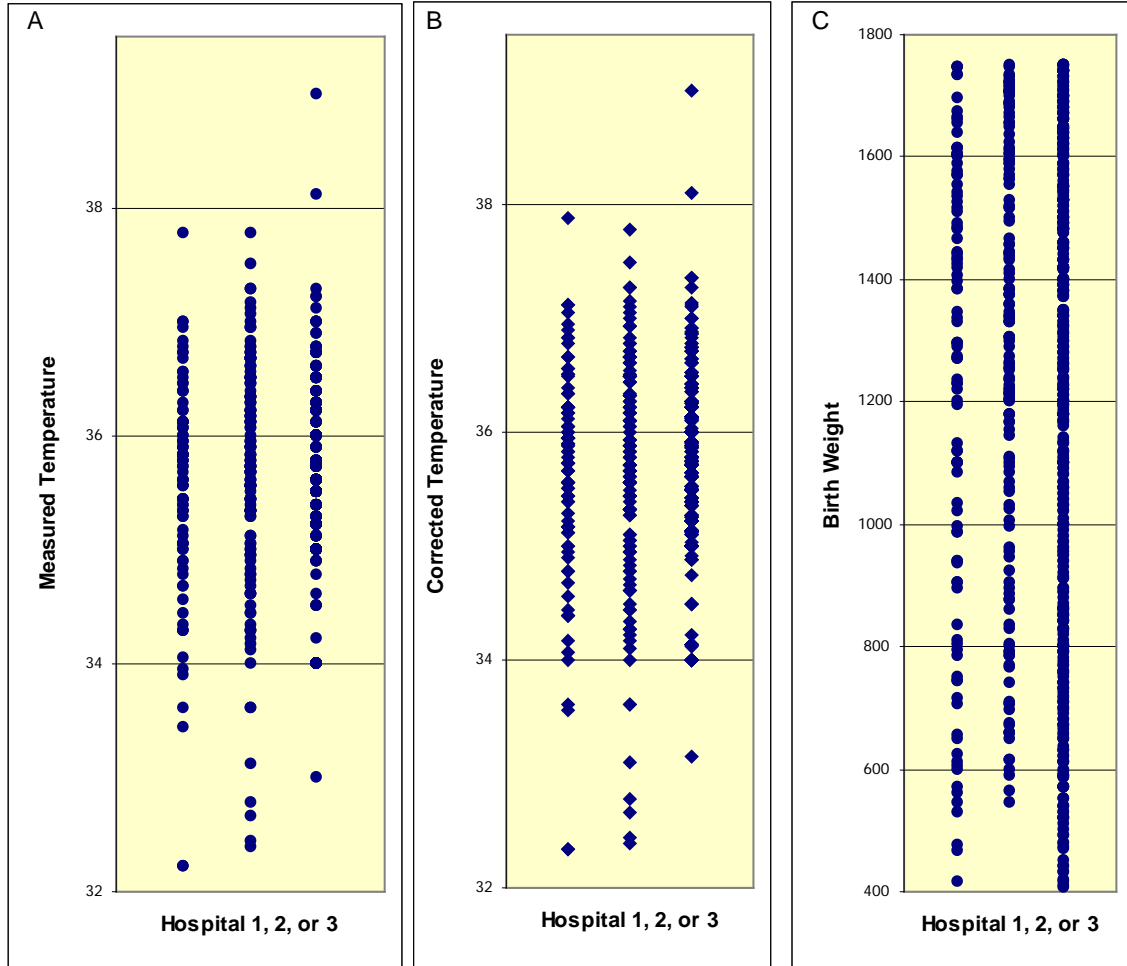 A
Measured Temperature
38
36
34
32
Hospital 1, 2, or 3
B
Corrected Temperature
38
36
34
32
Hospital 1, 2, or 3
C
Birth Weight
1800
1600
1400
1200
1000
800
600
400
Hospital 1, 2, or 3